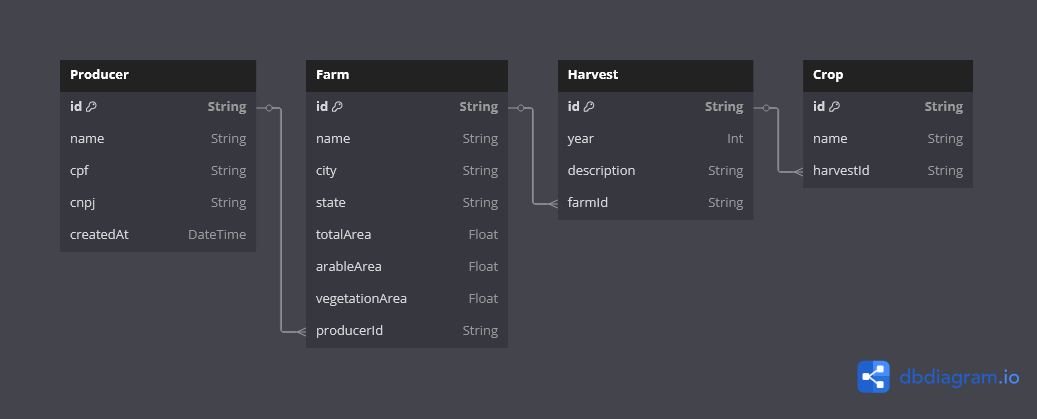 Producer
id String
name String
cpf String
cnpj String
createdAt DateTime
Farm
id String
name String
city String
state String
totalArea Float
arableArea Float
vegetationArea Float
producerId String
Harvest
id String
year Int
description String
farmId String
Crop
id String
name String
harvestId String
dbdiagram.io